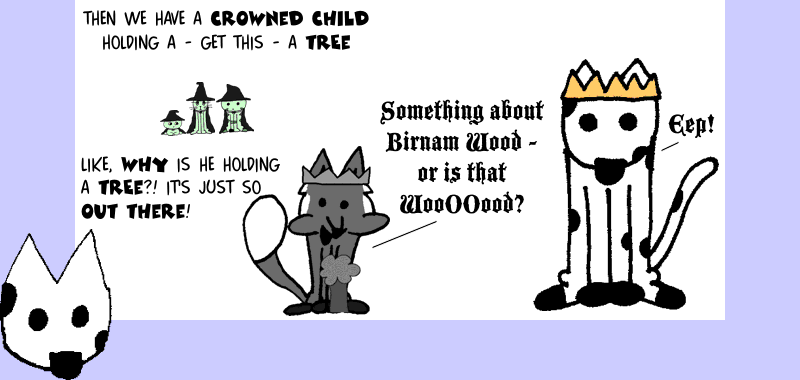 THEN WE HAVE A CROWNED CHILD
HOLDING A - GET THIS - A TREE
LIKE, WHY IS HE HOLDING
A TREE?! IT'S JUST SO
OUT THERE!
Something about
Birnam Wood -
or is that
WooOOood?
Eep!